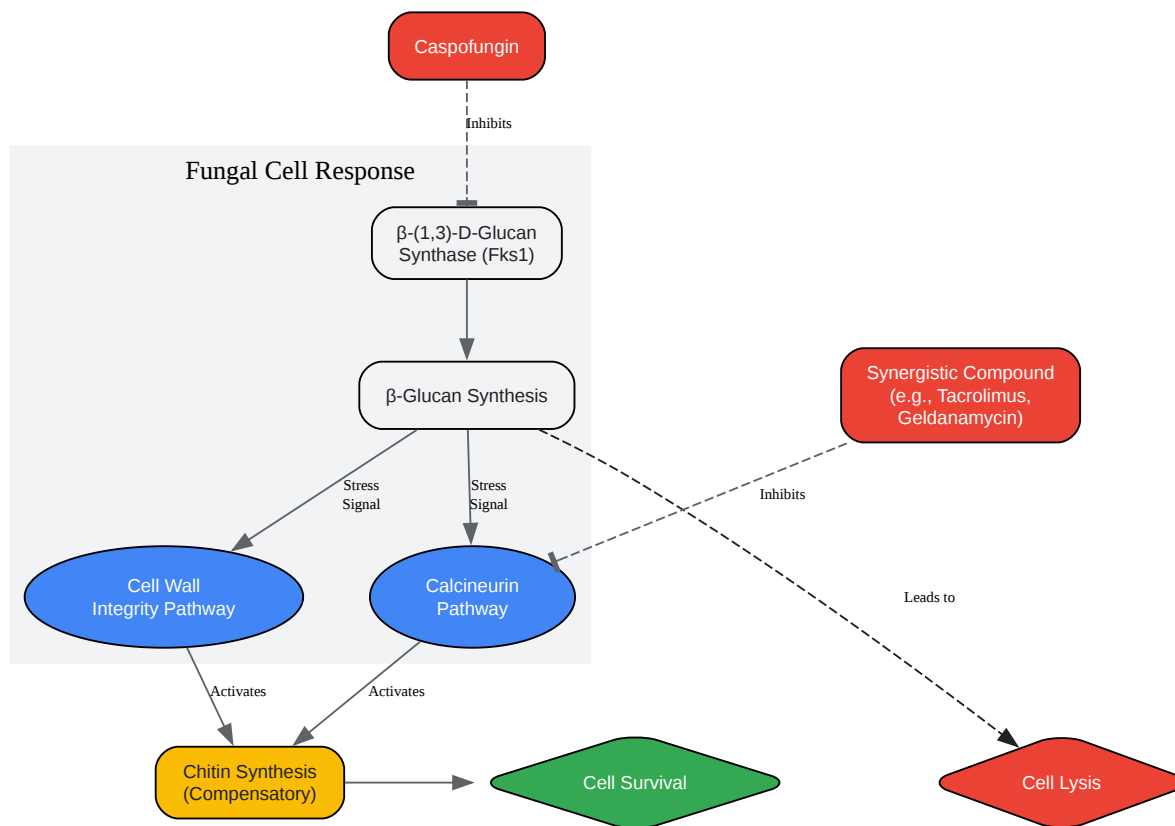 Caspofungin
Inhibits
Fungal Cell Response
β-(1,3)-D-Glucan
Synthase (Fks1)
β-Glucan Synthesis
Synergistic Compound
(e.g., Tacrolimus,
Geldanamycin)
Stress
Signal
Stress
Signal
Inhibits
Cell Wall
Integrity Pathway
Calcineurin
Pathway
Leads to
Activates
Activates
Chitin Synthesis
(Compensatory)
Cell Survival
Cell Lysis